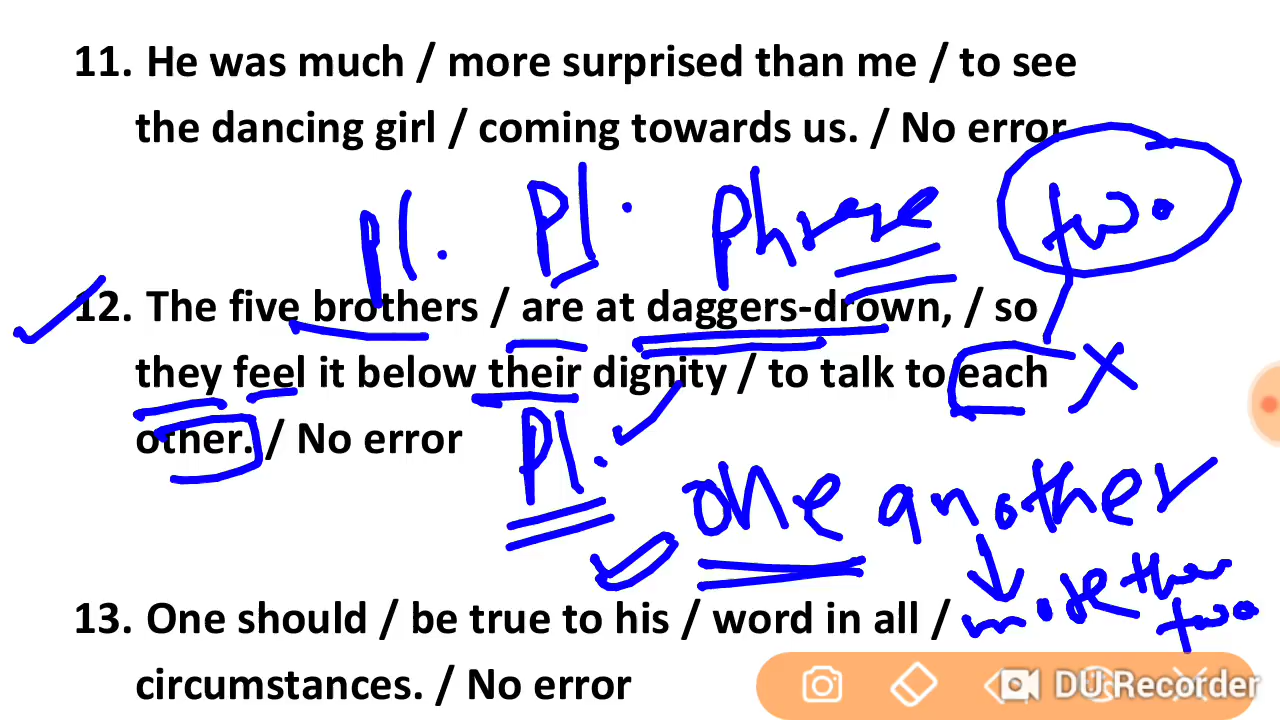 11. He was much / more surprised than me / to see
the dancing girl / coming towards us. / No error
pl. Pl. Phrase two
12. The five brothers / are at daggers-drown, / so
they feel it below their dignity / to talk to each
other. / No error
Pl. one another
more than
two
13. One should / be true to his / word in all /
circumstances. / No error
DU Recorder